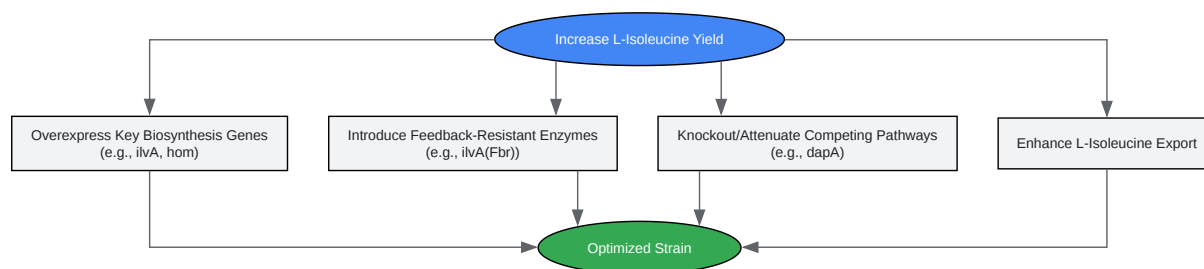 Increase L-Isoleucine Yield
Overexpress Key Biosynthesis Genes
(e.g., ilvA, hom)
Introduce Feedback-Resistant Enzymes
(e.g., ilvA(Fbr))
Knockout/Attenuate Competing Pathways
(e.g., dapA)
Enhance L-Isoleucine Export
Optimized Strain